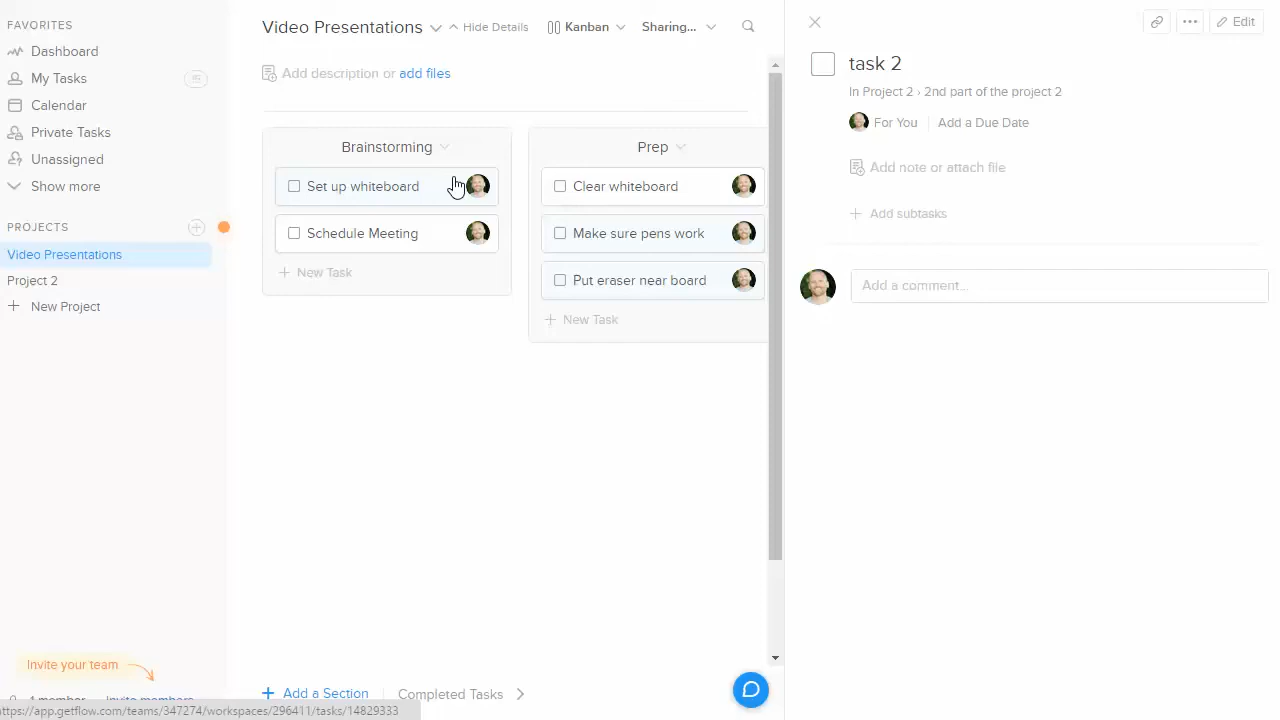 FAVORITES
Dashboard
My Tasks
Calendar
Private Tasks
Unassigned
Show more
PROJECTS
Video Presentations
Project 2
New Project
Invite your team
1 member
Invite members
https://app.getflow.com/teams/347274/workspaces/296411/tasks/14829333
Video Presentations
Hide Details
Kanban
Sharing...
Add description or add files
Brainstorming
Set up whiteboard
Schedule Meeting
New Task
Prep
Clear whiteboard
Make sure pens work
Put eraser near board
New Task
Add a Section
Completed Tasks
Edit
task 2
In Project 2 › 2nd part of the project 2
For You
Add a Due Date
Add note or attach file
Add subtasks
Add a comment...